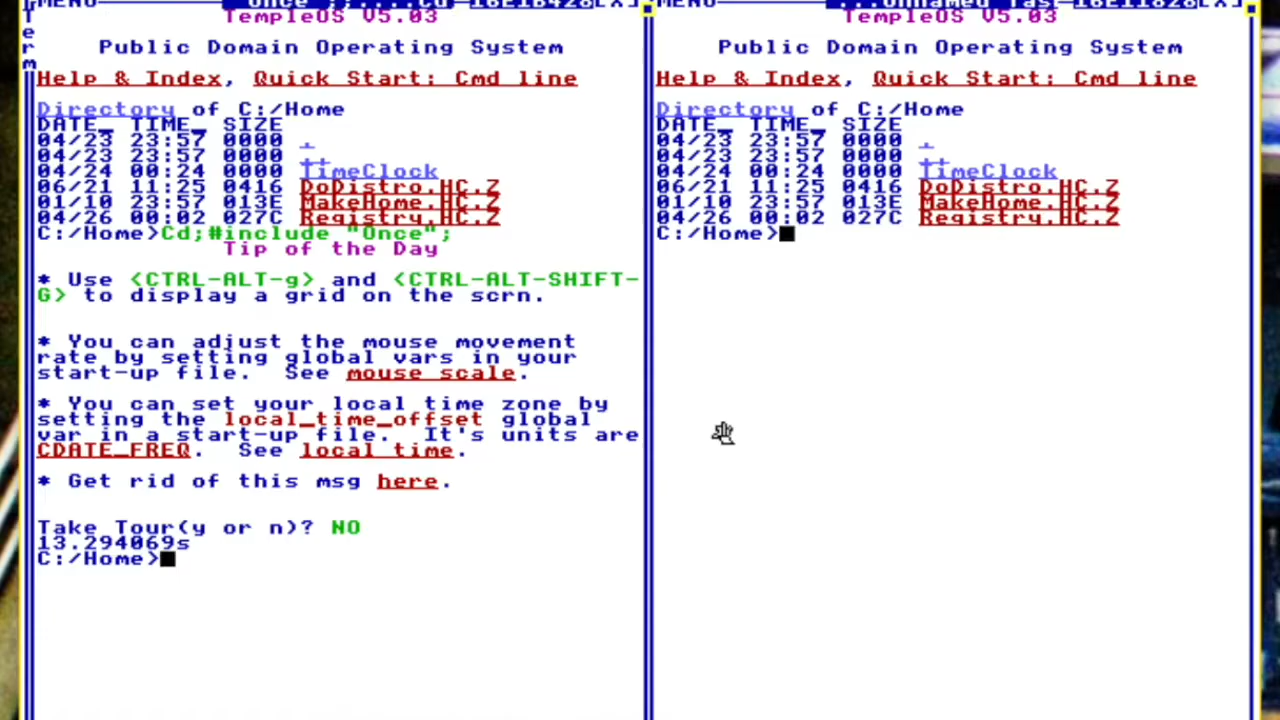 MENU
TempleOS V5.03
Public Domain Operating System
Help & Index, Quick Start: Cmd line
Directory of C:/Home
DATE_ TIME_ SIZE
04/23 23:57 0000 .
04/23 23:57 0000 ..
04/24 00:24 0000 TimeClock
06/21 11:25 0416 DoDistro.HC.Z
01/10 23:57 013E MakeHome.HC.Z
04/26 00:02 027C Registry.HC.Z
C:/Home>Cd;#include "Once";
Tip of the Day
* Use <CTRL-ALT-g> and <CTRL-ALT-SHIFT-
G> to display a grid on the scrn.
* You can adjust the mouse movement
rate by setting global vars in your
start-up file. See mouse scale.
* You can set your local time zone by
setting the local_time_offset global
var in a start-up file. It's units are
CDATE_FREQ. See local time.
* Get rid of this msg here.
Take Tour(y or n)? NO
13.294069s
C:/Home>
Term
MENU
TempleOS V5.03
Public Domain Operating System
Help & Index, Quick Start: Cmd line
Directory of C:/Home
DATE_ TIME_ SIZE
04/23 23:57 0000 .
04/23 23:57 0000 ..
04/24 00:24 0000 TimeClock
06/21 11:25 0416 DoDistro.HC.Z
01/10 23:57 013E MakeHome.HC.Z
04/26 00:02 027C Registry.HC.Z
C:/Home>